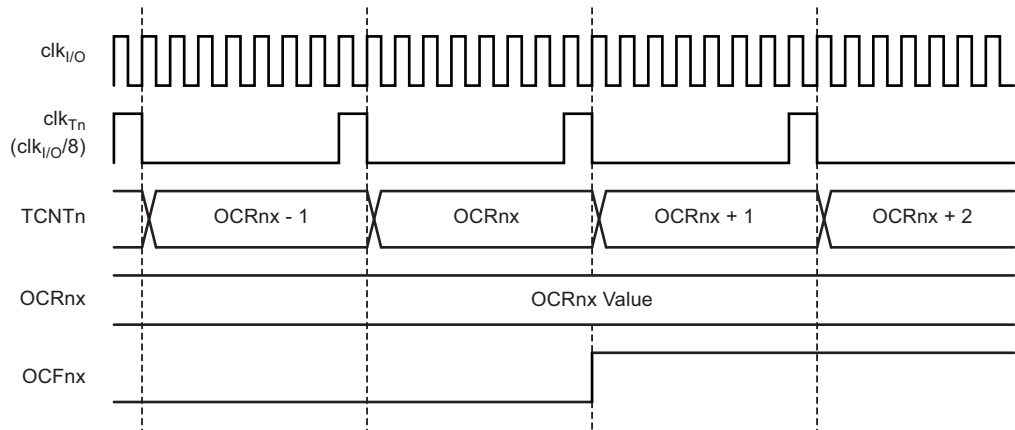 clkI/O
clkTn
(clkI/O/8)
TCNTn OCRnx - 1 OCRnx OCRnx + 1 OCRnx + 2
OCRnx OCRnx Value
OCFnx